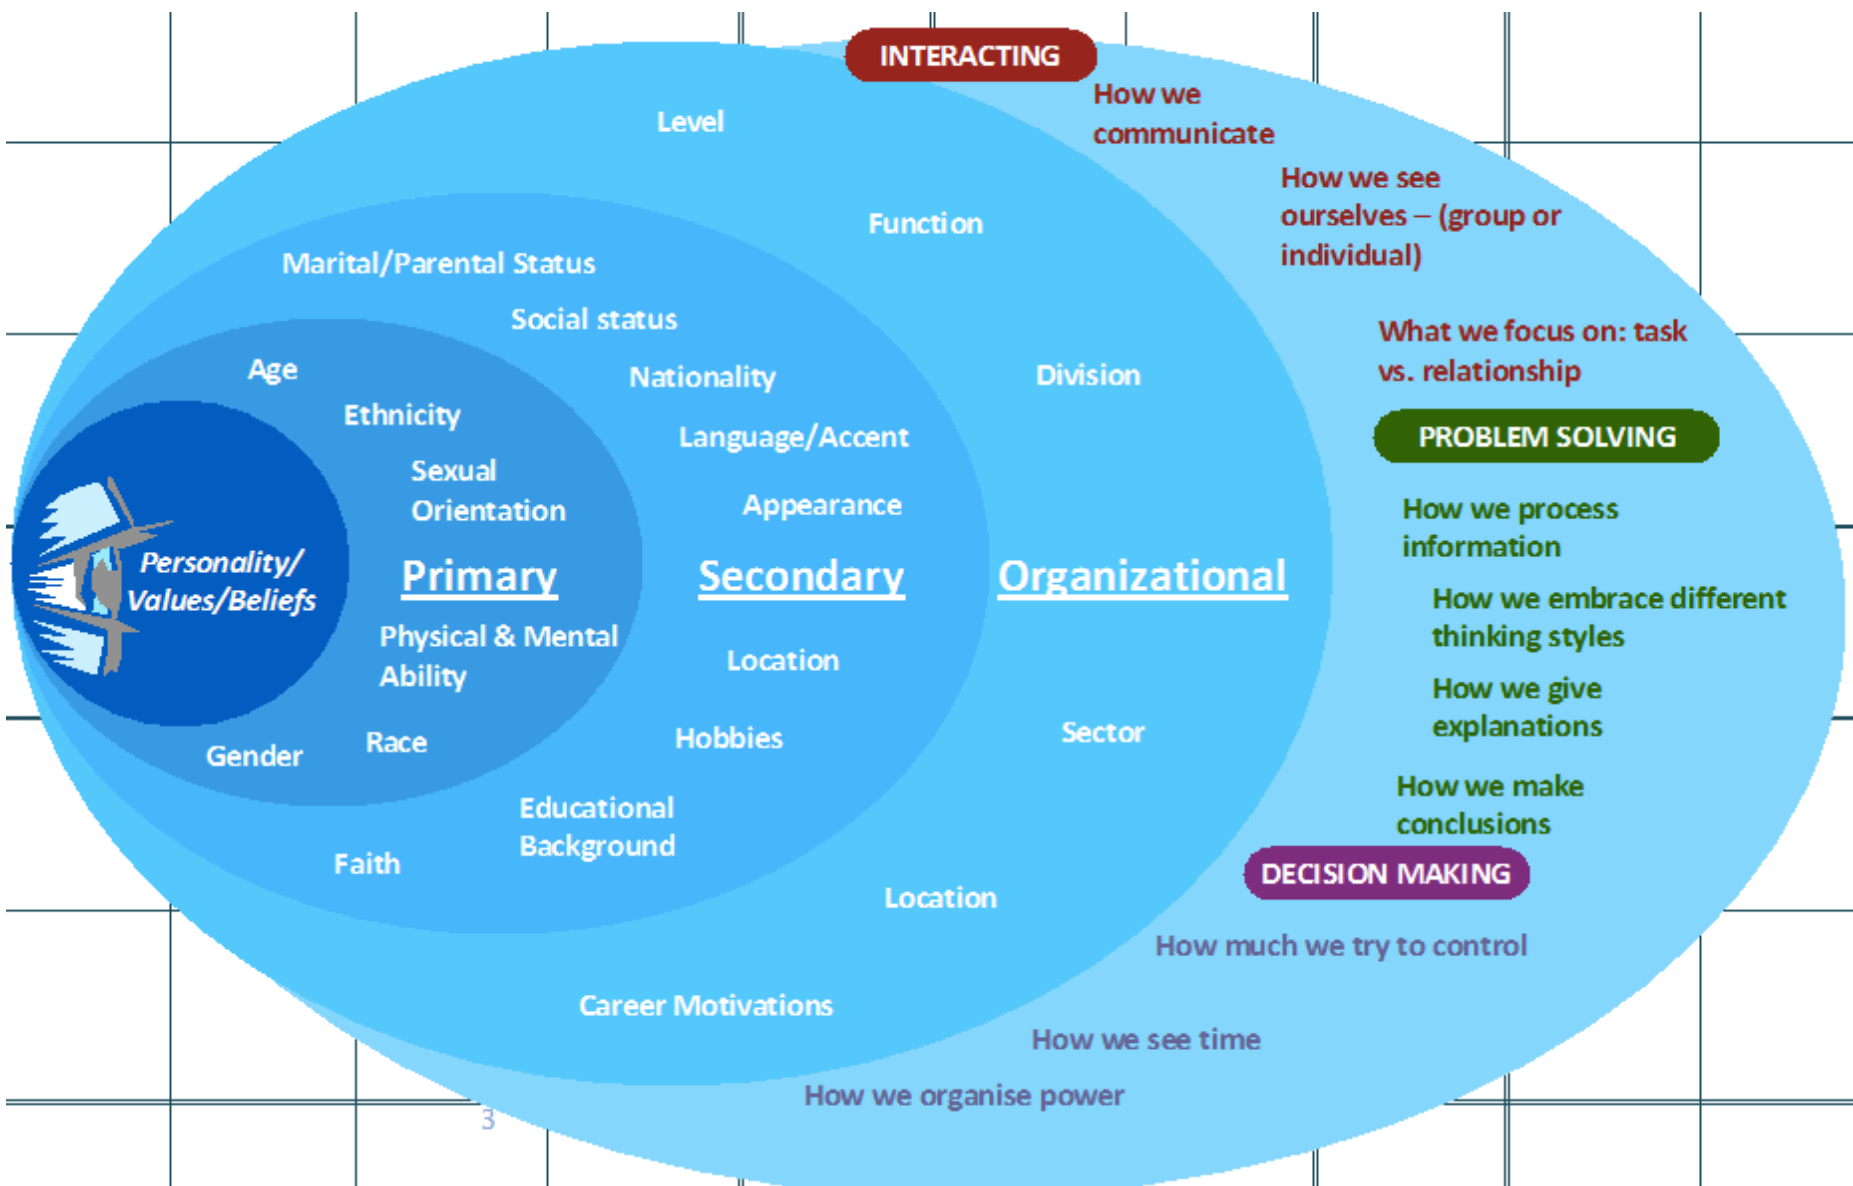 INTERACTING
How we
communicate
How we see
ourselves – (group or
individual)
What we focus on: task
vs. relationship
PROBLEM SOLVING
How we process
information
How we embrace different
thinking styles
How we give
explanations
How we make
conclusions
DECISION MAKING
How much we try to control
How we see time
How we organise power
Level
Function
Division
Organizational
Sector
Location
Career Motivations
Marital/Parental Status
Social status
Nationality
Language/Accent
Appearance
Secondary
Location
Hobbies
Educational
Background
Faith
Age
Ethnicity
Sexual
Orientation
Primary
Physical & Mental
Ability
Race
Gender
Personality/
Values/Beliefs
3